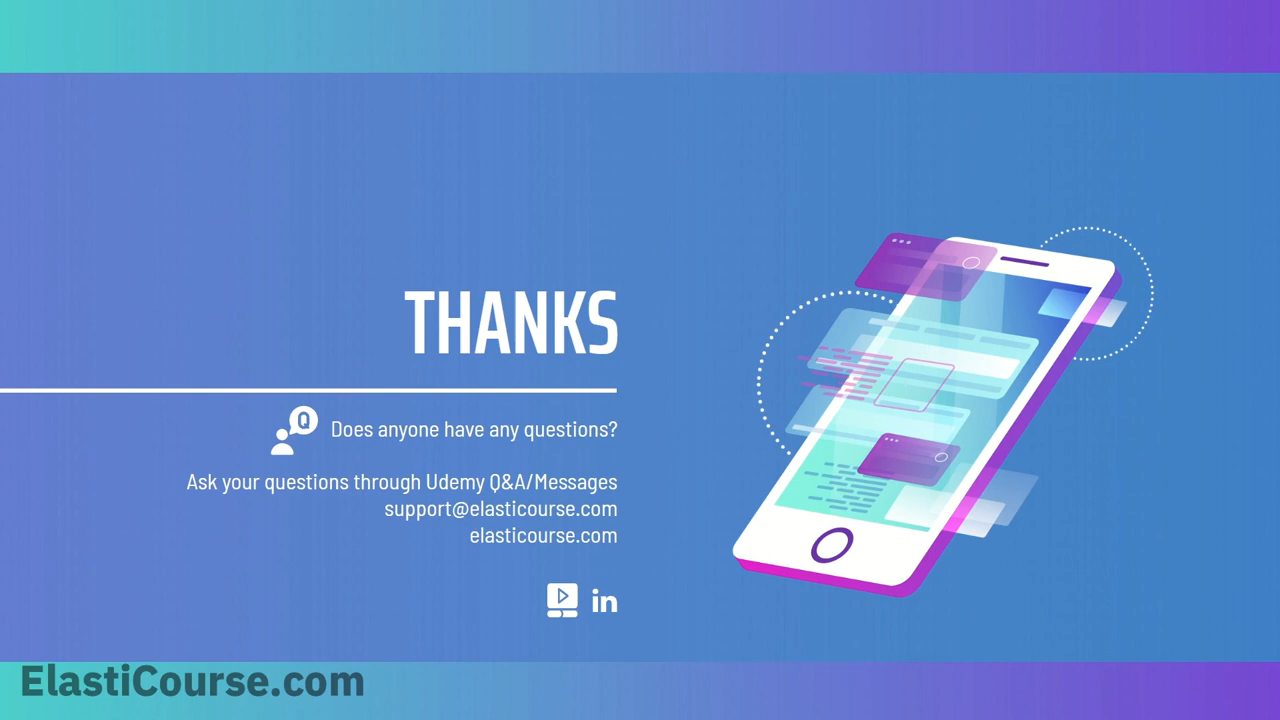 THANKS
Q
Does anyone have any questions?
Ask your questions through Udemy Q&A/Messages
support@elasticourse.com
elasticourse.com
in
ElastiCourse.com